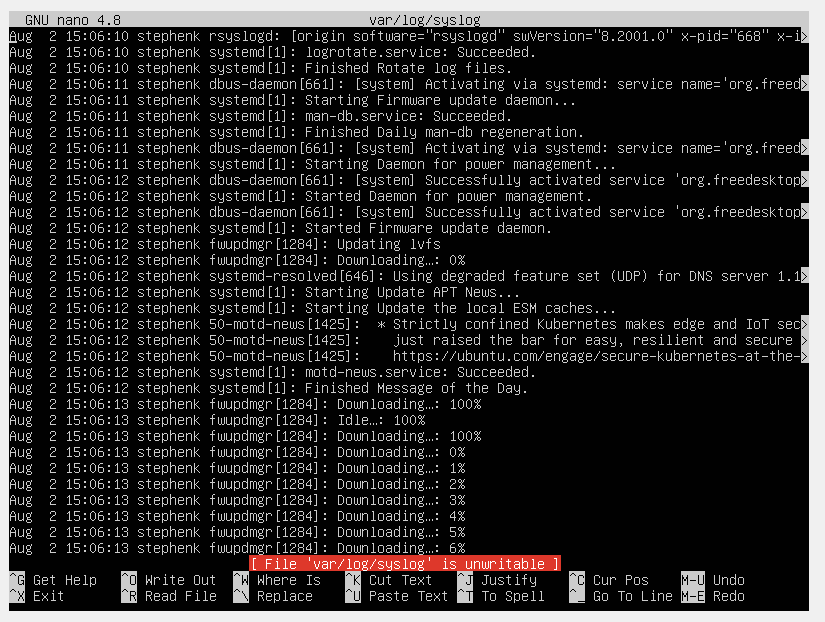 GNU nano 4.8 var/log/syslog
Aug  2 15:06:10 stephenk rsyslogd: [origin software="rsyslogd" swVersion="8.2001.0" x-pid="668" x-i>
Aug  2 15:06:10 stephenk systemd[1]: logrotate.service: Succeeded.
Aug  2 15:06:10 stephenk systemd[1]: Finished Rotate log files.
Aug  2 15:06:11 stephenk dbus-daemon[661]: [system] Activating via systemd: service name='org.freed>
Aug  2 15:06:11 stephenk systemd[1]: Starting Firmware update daemon...
Aug  2 15:06:11 stephenk systemd[1]: man-db.service: Succeeded.
Aug  2 15:06:11 stephenk systemd[1]: Finished Daily man-db regeneration.
Aug  2 15:06:11 stephenk dbus-daemon[661]: [system] Activating via systemd: service name='org.freed>
Aug  2 15:06:11 stephenk systemd[1]: Starting Daemon for power management...
Aug  2 15:06:12 stephenk dbus-daemon[661]: [system] Successfully activated service 'org.freedesktop>
Aug  2 15:06:12 stephenk systemd[1]: Started Daemon for power management.
Aug  2 15:06:12 stephenk dbus-daemon[661]: [system] Successfully activated service 'org.freedesktop>
Aug  2 15:06:12 stephenk systemd[1]: Started Firmware update daemon.
Aug  2 15:06:12 stephenk fwupdmgr[1284]: Updating lvfs
Aug  2 15:06:12 stephenk fwupdmgr[1284]: Downloading…: 0%
Aug  2 15:06:12 stephenk systemd-resolved[646]: Using degraded feature set (UDP) for DNS server 1.1>
Aug  2 15:06:12 stephenk systemd[1]: Starting Update APT News...
Aug  2 15:06:12 stephenk systemd[1]: Starting Update the local ESM caches...
Aug  2 15:06:12 stephenk 50-motd-news[1425]:  * Strictly confined Kubernetes makes edge and IoT sec>
Aug  2 15:06:12 stephenk 50-motd-news[1425]:    just raised the bar for easy, resilient and secure >
Aug  2 15:06:12 stephenk 50-motd-news[1425]:    https://ubuntu.com/engage/secure-kubernetes-at-the->
Aug  2 15:06:12 stephenk systemd[1]: motd-news.service: Succeeded.
Aug  2 15:06:12 stephenk systemd[1]: Finished Message of the Day.
Aug  2 15:06:13 stephenk fwupdmgr[1284]: Downloading…: 100%
Aug  2 15:06:13 stephenk fwupdmgr[1284]: Idle…: 100%
Aug  2 15:06:13 stephenk fwupdmgr[1284]: Downloading…: 100%
Aug  2 15:06:13 stephenk fwupdmgr[1284]: Downloading…: 0%
Aug  2 15:06:13 stephenk fwupdmgr[1284]: Downloading…: 1%
Aug  2 15:06:13 stephenk fwupdmgr[1284]: Downloading…: 2%
Aug  2 15:06:13 stephenk fwupdmgr[1284]: Downloading…: 3%
Aug  2 15:06:13 stephenk fwupdmgr[1284]: Downloading…: 4%
Aug  2 15:06:13 stephenk fwupdmgr[1284]: Downloading…: 5%
Aug  2 15:06:13 stephenk fwupdmgr[1284]: Downloading…: 6%
[ File 'var/log/syslog' is unwritable ]
^G Get Help ^O Write Out ^W Where Is ^K Cut Text ^J Justify ^C Cur Pos M-U Undo
^X Exit ^R Read File ^\ Replace ^U Paste Text ^T To Spell ^_ Go To Line M-E Redo